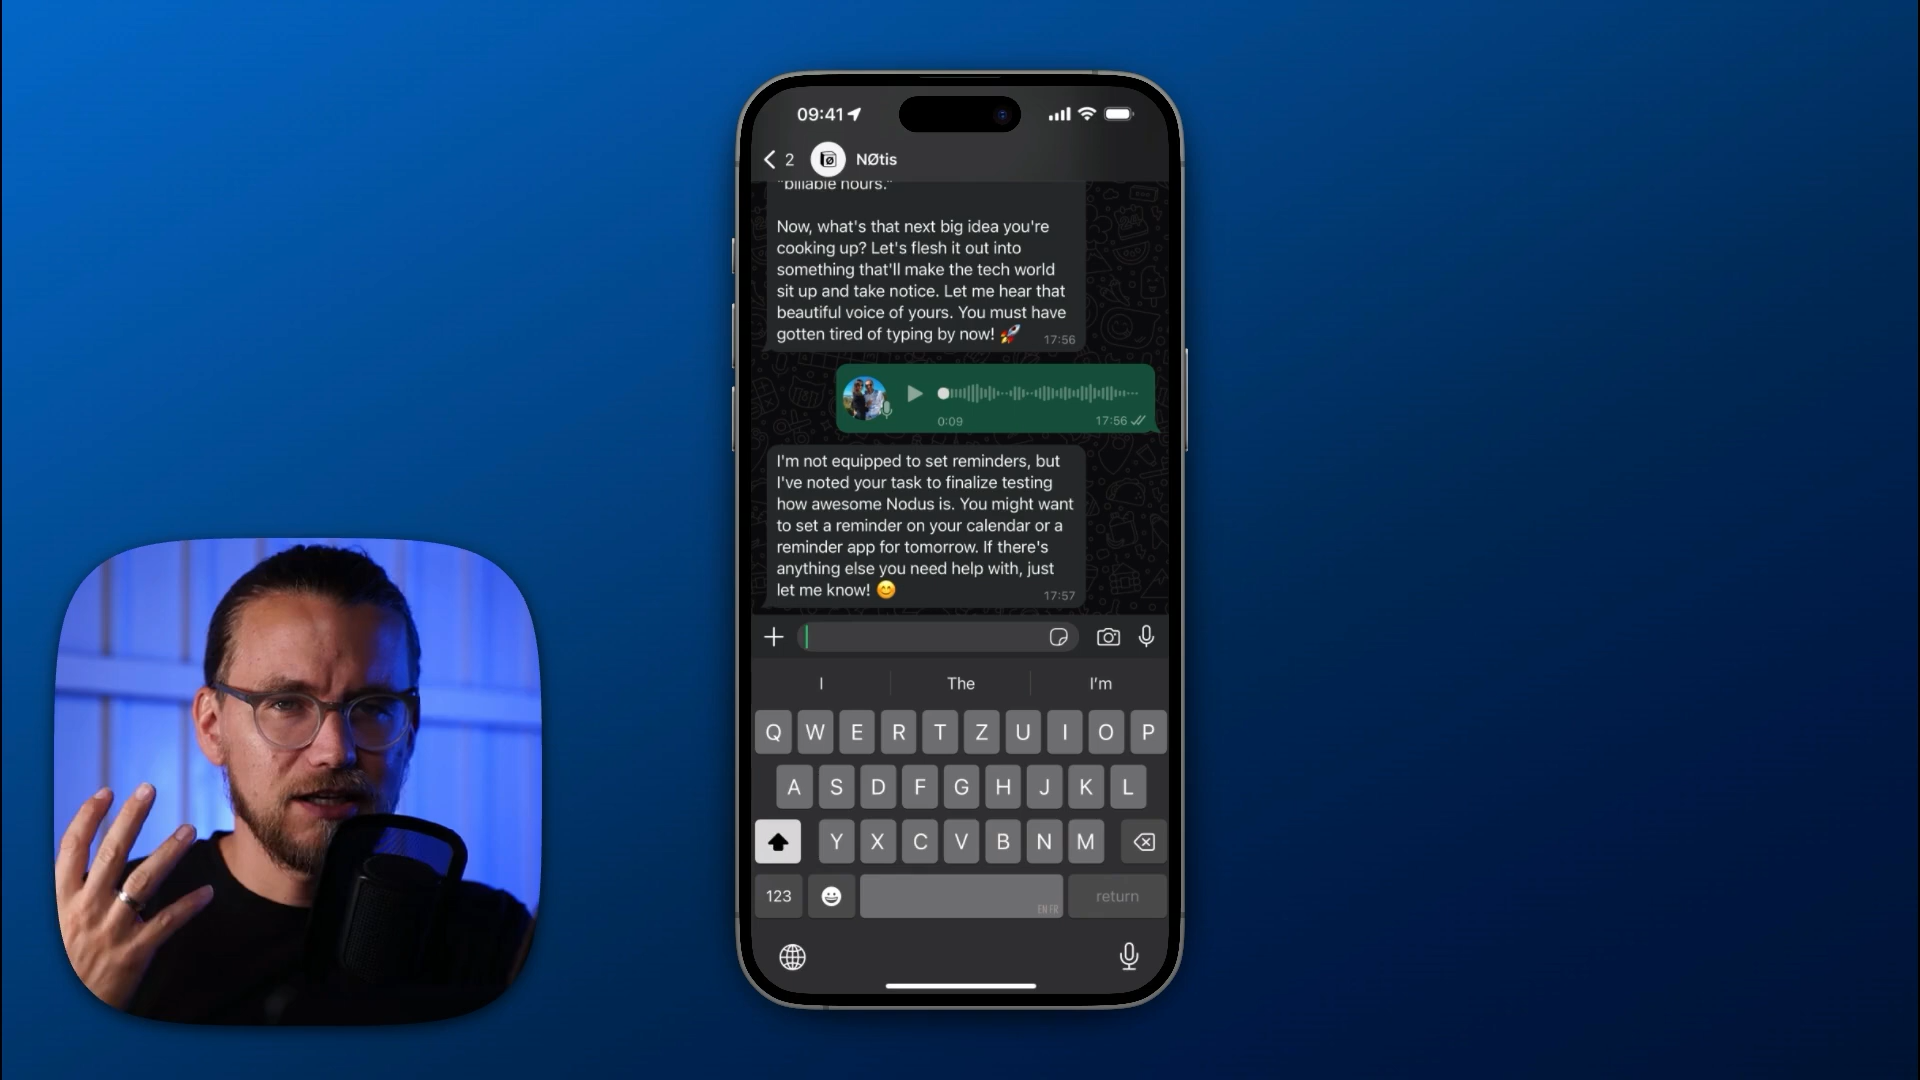 09:41
2
NØtis
"billable hours."
Now, what's that next big idea you're
cooking up? Let's flesh it out into
something that'll make the tech world
sit up and take notice. Let me hear that
beautiful voice of yours. You must have
gotten tired of typing by now! 🚀 17:56
0:09 17:56
I'm not equipped to set reminders, but
I've noted your task to finalize testing
how awesome Nodus is. You might want
to set a reminder on your calendar or a
reminder app for tomorrow. If there's
anything else you need help with, just
let me know! 😊 17:57
I The I'm
Q W E R T Z U I O P
A S D F G H J K L
Y X C V B N M
123 EN FR return